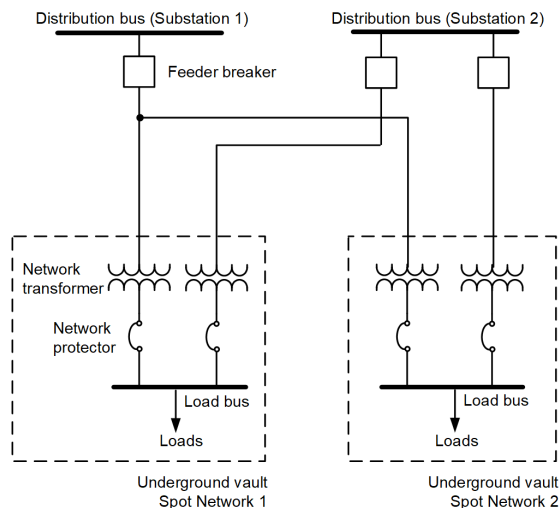 Distribution bus (Substation 1)
Distribution bus (Substation 2)
Feeder breaker
Network
transformer
Network
protector
Load bus
Loads
Load bus
Loads
Underground vault
Spot Network 1
Underground vault
Spot Network 2